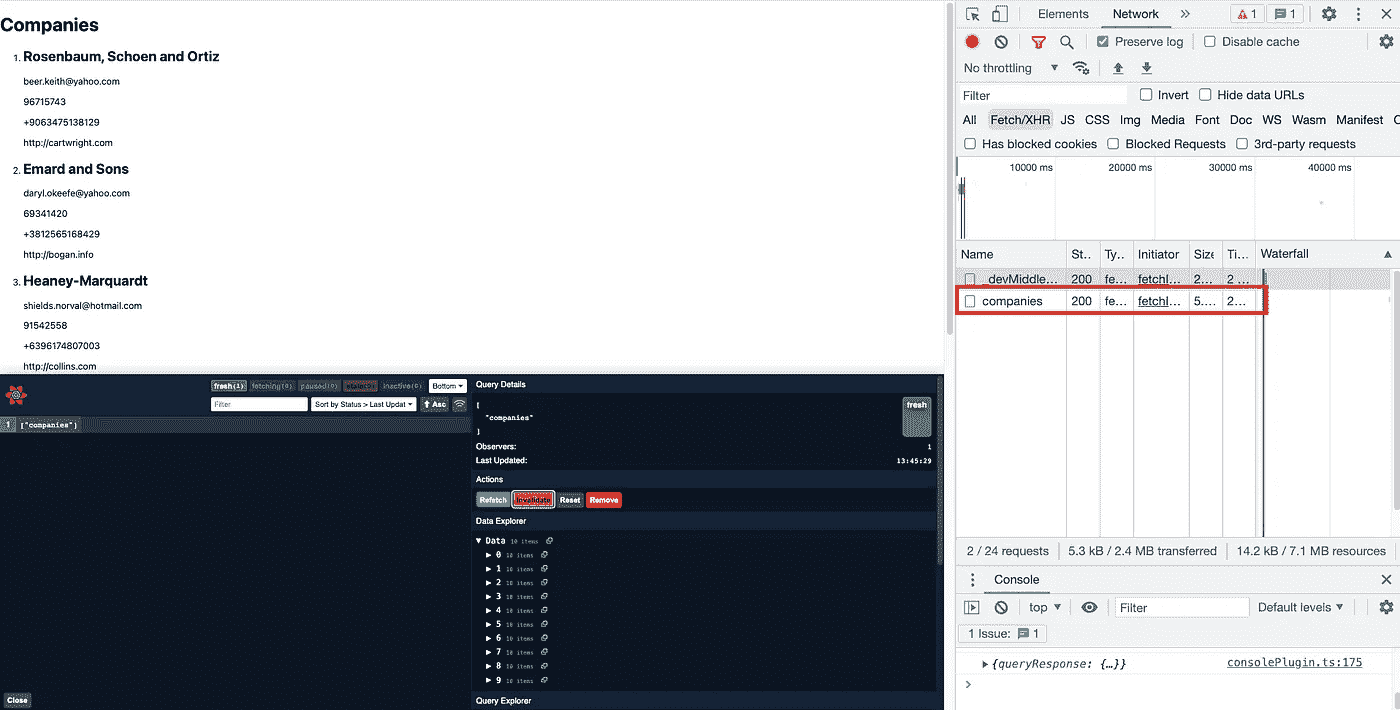 Companies
1. Rosenbaum, Schoen and Ortiz
beer.keith@yahoo.com
96715743
+9063475138129
http://cartwright.com
2. Emard and Sons
daryl.okeefe@yahoo.com
69341420
+3812565168429
http://bogan.info
3. Heaney-Marquardt
shields.norval@hotmail.com
91542558
+6396174807003
http://collins.com
fresh(1) fetching(0) paused(0) inactive(0) Bottom
Filter Sort by Status > Last Updat Asc
1 ["companies"]
Close
Query Details
[
"companies"
]
fresh
Observers: 1
Last Updated: 13:45:29
Actions
Refetch Invalidate Reset Remove
Data Explorer
▼ Data 10 items
▶ 0 10 items
▶ 1 10 items
▶ 2 10 items
▶ 3 10 items
▶ 4 10 items
▶ 5 10 items
▶ 6 10 items
▶ 7 10 items
▶ 8 10 items
▶ 9 10 items
Query Explorer
Elements Network » 1 1
Preserve log Disable cache
No throttling
Filter Invert Hide data URLs
All Fetch/XHR JS CSS Img Media Font Doc WS Wasm Manifest
Has blocked cookies Blocked Requests 3rd-party requests
10000 ms 20000 ms 30000 ms 40000 ms
Name St.. Ty... Initiator Size Ti... Waterfall
_devMiddle... 200 fe... fetchI... 2... 2 ...
companies 200 fe... fetchI... 5.... 2...
2 / 24 requests 5.3 kB / 2.4 MB transferred 14.2 kB / 7.1 MB resources
Console
top Filter Default levels
1 Issue: 1
▶{queryResponse: {…}} consolePlugin.ts:175
>